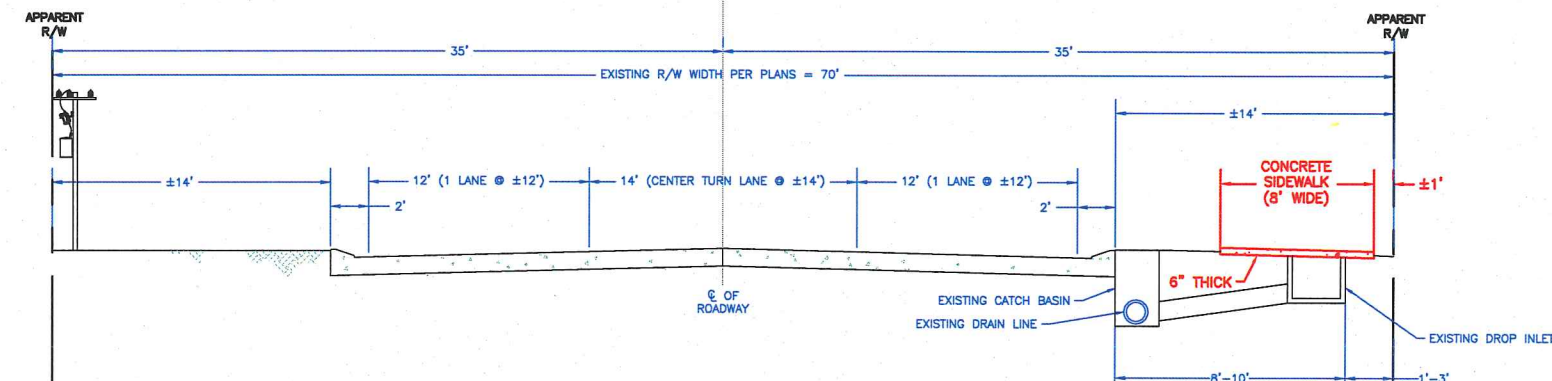 APPARENT
R/W
APPARENT
R/W
35'
35'
EXISTING R/W WIDTH PER PLANS = 70'
±14'
CONCRETE
SIDEWALK
(8' WIDE)
±1'
±14'
12' (1 LANE @ ±12')
14' (CENTER TURN LANE @ ±14')
12' (1 LANE @ ±12')
2'
2'
6" THICK
℄ OF
ROADWAY
EXISTING CATCH BASIN
EXISTING DRAIN LINE
EXISTING DROP INLET
8'-10'
1'-3'